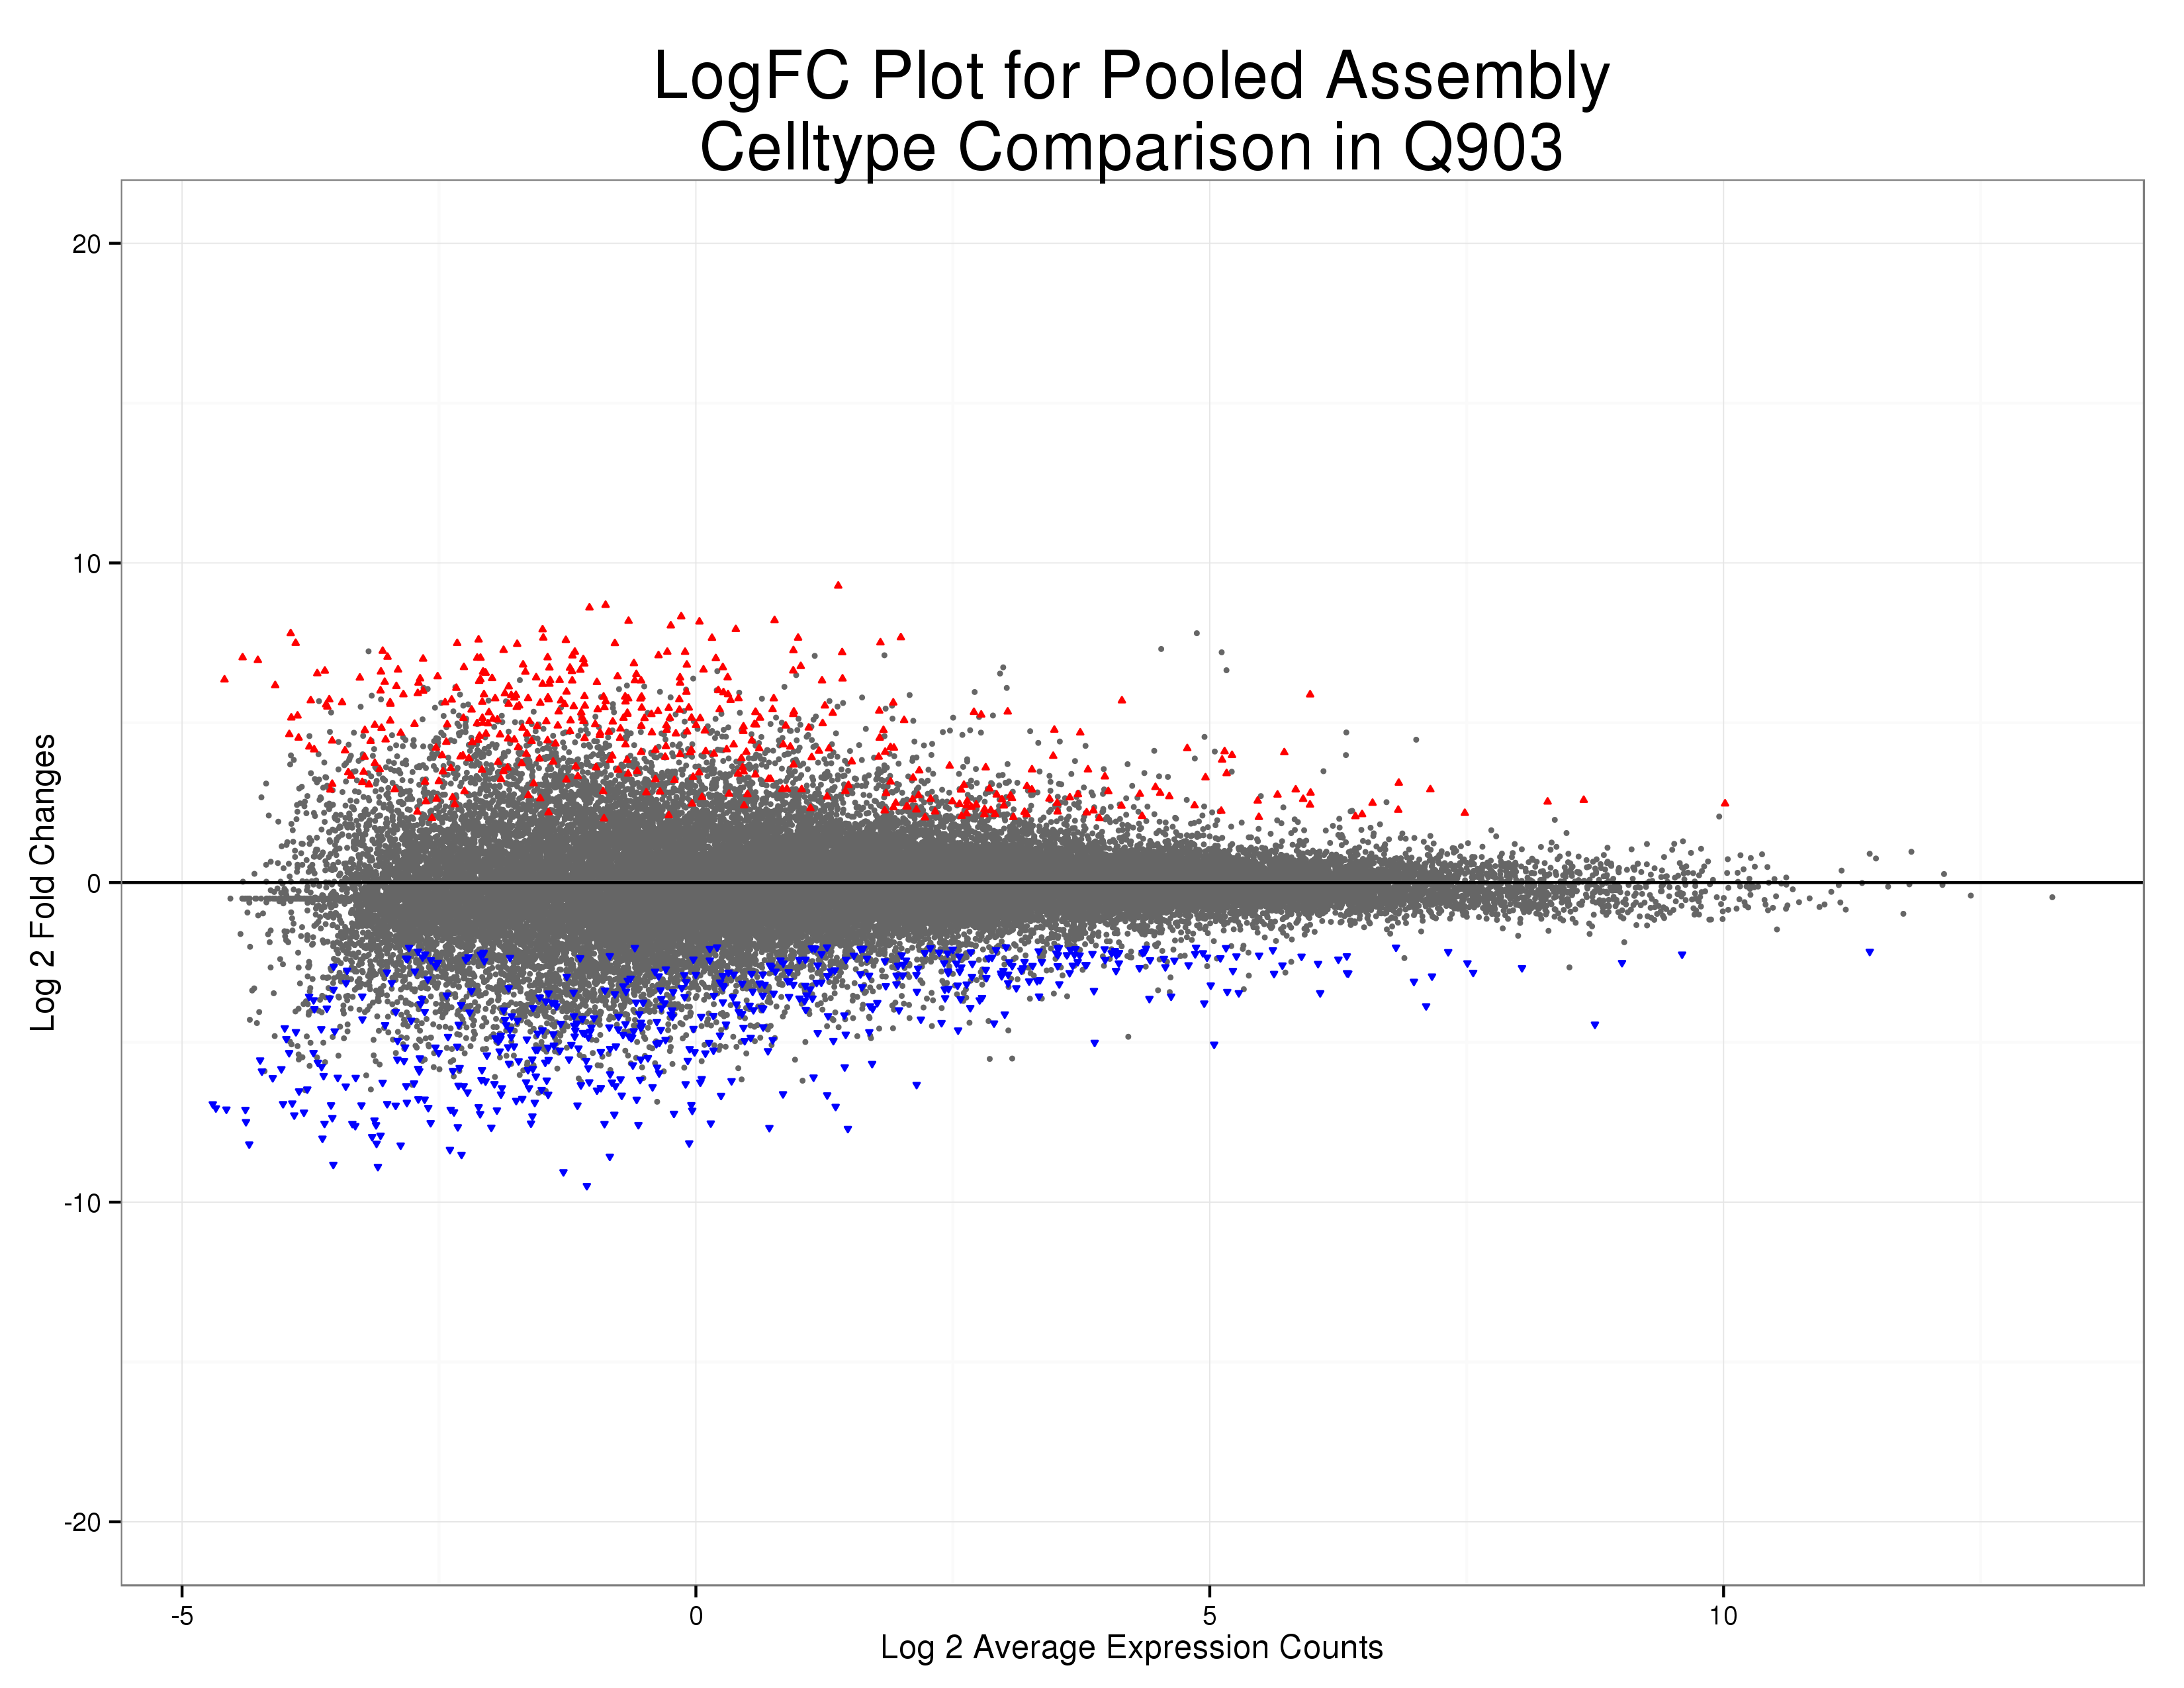 LogFC Plot for Pooled Assembly
Celltype Comparison in Q903
Log 2 Fold Changes
20
10
0
-10
-20
-5
0
5
10
Log 2 Average Expression Counts